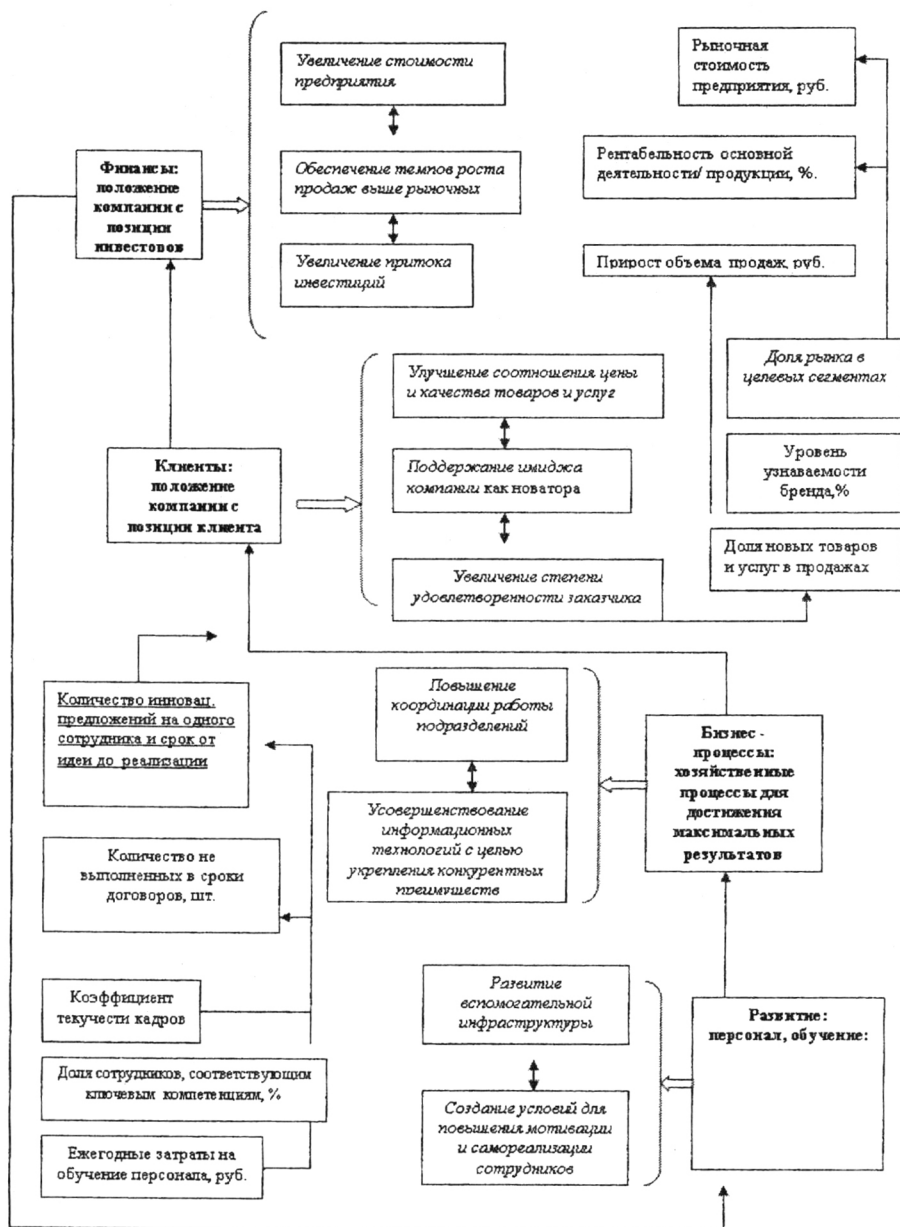 Увеличение стоимости
предприятия
Рыночная
стоимость
предприятия, руб.
Финансы:
положение
компании с
позиции
инвестов
Обеспечение темпов роста
продаж выше рыночных
Рентабельность основной
деятельности/ продукции, %.
Увеличение притока
инвестиций
Прирост объема продаж, руб.
Улучшение соотношения цены
и качества товаров и услуг
Доля рынка в
целевых сегментах
Клиенты:
положение
компании с
позиции клиента
Поддержание имиджа
компании как новатора
Уровень
узнаваемости
бренда,%
Увеличение степени
удовлетворенности заказчика
Доля новых товаров
и услуг в продажах
Количество инновац.
предложений на одного
сотрудника и срок от
идеи до реализации
Повышение
координации работы
подразделений
Бизнес -
процессы:
хозяйственные
процессы для
достижения
максимальных
результатов
Усовершенствование
информационных
технологий с целью
укрепления конкурентных
преимуществ
Количество не
выполненных в сроки
договоров, шт.
Коэффициент
текучести кадров
Развитие
вспомогательной
инфраструктуры
Развитие:
персонал, обучение:
Доля сотрудников, соответствующим
ключевым компетенциям, %
Создание условий для
повышения мотивации
и самореализации
сотрудников
Ежегодные затраты на
обучение персонала, руб.